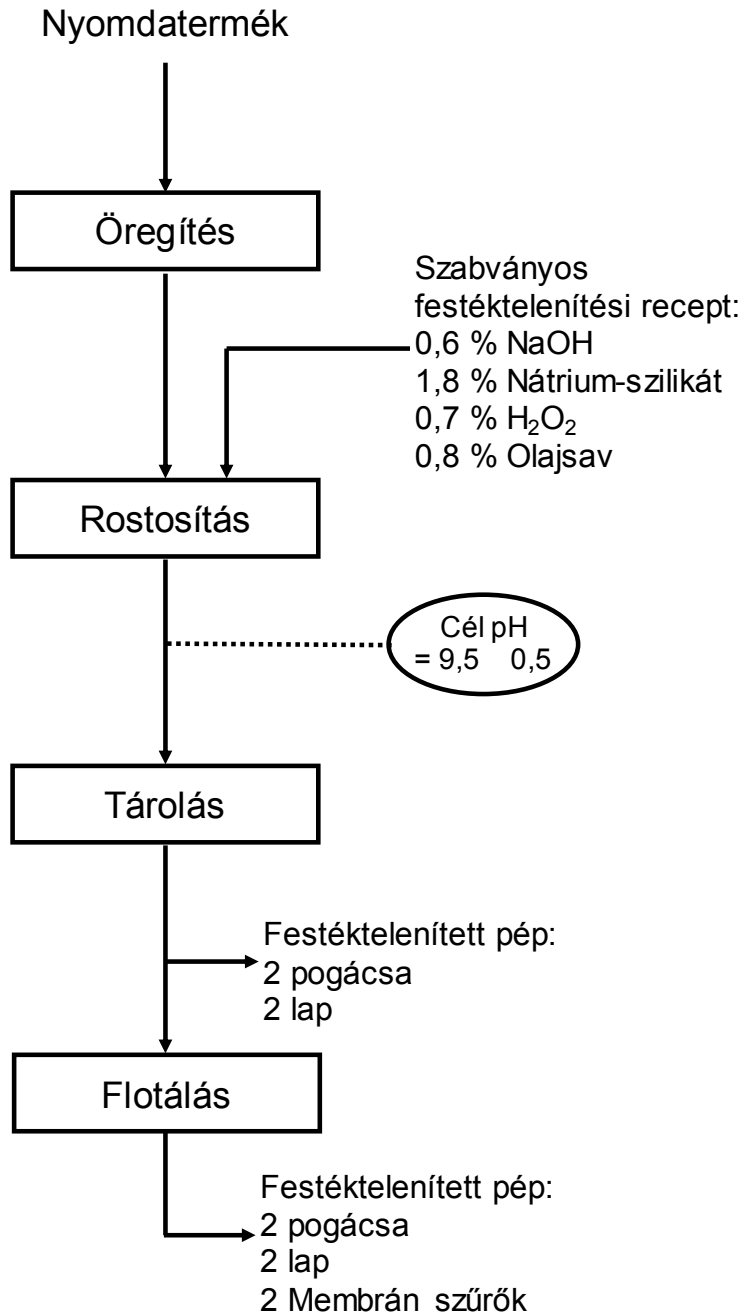 Nyomdatermék
Öregítés
Szabványos
festéktelenítési recept:
0,6 % NaOH
1,8 % Nátrium-szilikát
0,7 % H₂O₂
0,8 % Olajsav
Rostosítás
Cél pH
= 9,5 0,5
Tárolás
Festéktelenített pép:
2 pogácsa
2 lap
Flotálás
Festéktelenített pép:
2 pogácsa
2 lap
2 Membrán szűrők